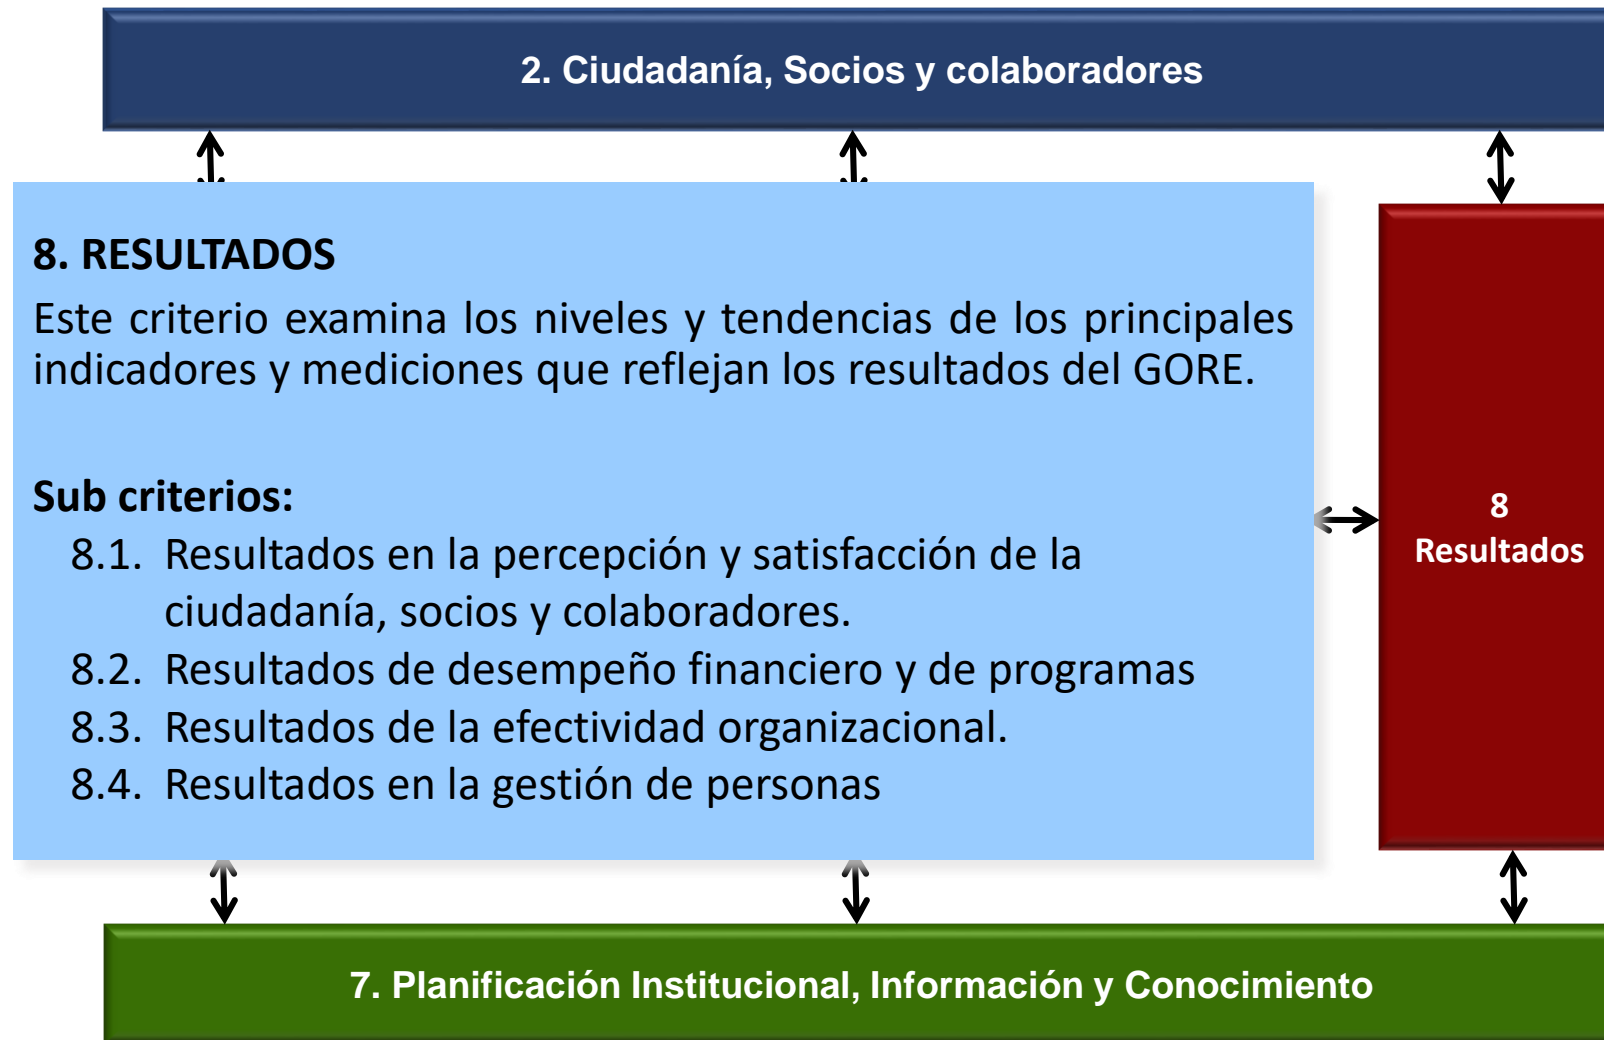 2. Ciudadanía, Socios y colaboradores
8. RESULTADOS
Este criterio examina los niveles y tendencias de los principales
indicadores y mediciones que reflejan los resultados del GORE.
Sub criterios:
8.1. Resultados en la percepción y satisfacción de la
ciudadanía, socios y colaboradores.
8.2. Resultados de desempeño financiero y de programas
8.3. Resultados de la efectividad organizacional.
8.4. Resultados en la gestión de personas
8
Resultados
7. Planificación Institucional, Información y Conocimiento